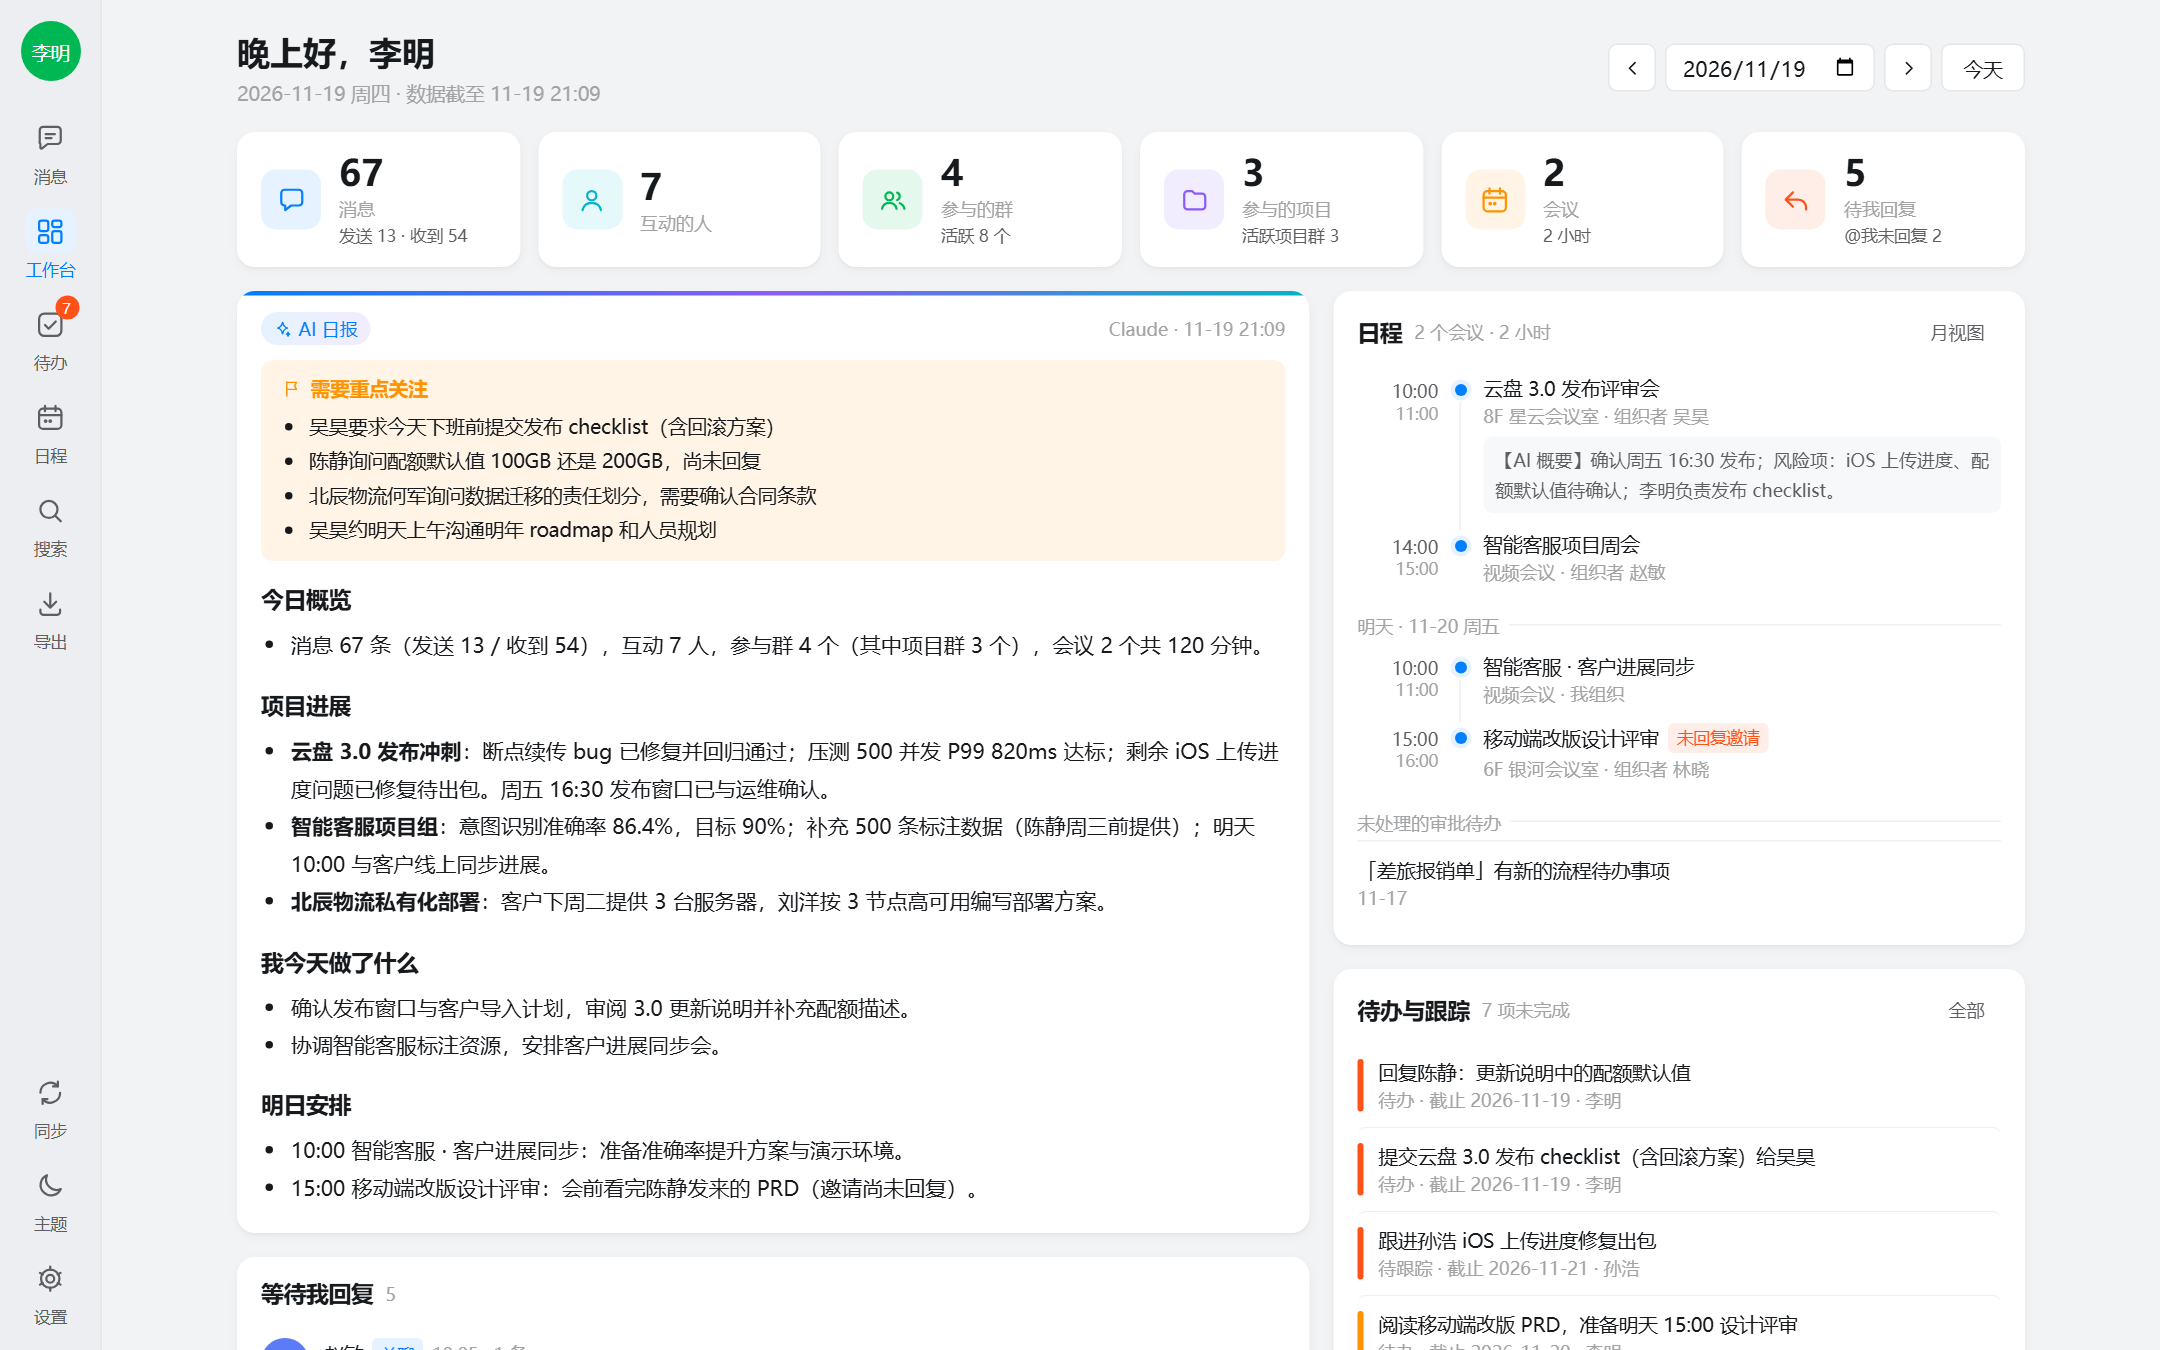 李明
消息
工作台
7
待办
日程
搜索
导出
同步
主题
设置
晚上好，李明
2026-11-19 周四 · 数据截至 11-19 21:09
2026/11/19
今天
67
消息
发送 13 · 收到 54
7
互动的人
4
参与的群
活跃 8 个
3
参与的项目
活跃项目群 3
2
会议
2 小时
5
待我回复
@我未回复 2
AI 日报
Claude · 11-19 21:09
需要重点关注
吴昊要求今天下班前提交发布 checklist（含回滚方案）
陈静询问配额默认值 100GB 还是 200GB，尚未回复
北辰物流何军询问数据迁移的责任划分，需要确认合同条款
吴昊约明天上午沟通明年 roadmap 和人员规划
今日概览
消息 67 条（发送 13 / 收到 54），互动 7 人，参与群 4 个（其中项目群 3 个），会议 2 个共 120 分钟。
项目进展
云盘 3.0 发布冲刺：断点续传 bug 已修复并回归通过；压测 500 并发 P99 820ms 达标；剩余 iOS 上传进
度问题已修复待出包。周五 16:30 发布窗口已与运维确认。
智能客服项目组：意图识别准确率 86.4%，目标 90%；补充 500 条标注数据（陈静周三前提供）；明天
10:00 与客户线上同步进展。
北辰物流私有化部署：客户下周二提供 3 台服务器，刘洋按 3 节点高可用编写部署方案。
我今天做了什么
确认发布窗口与客户导入计划，审阅 3.0 更新说明并补充配额描述。
协调智能客服标注资源，安排客户进展同步会。
明日安排
10:00 智能客服 · 客户进展同步：准备准确率提升方案与演示环境。
15:00 移动端改版设计评审：会前看完陈静发来的 PRD（邀请尚未回复）。
等待我回复 5
日程 2 个会议 · 2 小时
月视图
10:00
11:00
云盘 3.0 发布评审会
8F 星云会议室 · 组织者 吴昊
【AI 概要】确认周五 16:30 发布；风险项：iOS 上传进度、配
额默认值待确认；李明负责发布 checklist。
14:00
15:00
智能客服项目周会
视频会议 · 组织者 赵敏
明天 · 11-20 周五
10:00
11:00
智能客服 · 客户进展同步
视频会议 · 我组织
15:00
16:00
移动端改版设计评审 未回复邀请
6F 银河会议室 · 组织者 林晓
未处理的审批待办
「差旅报销单」有新的流程待办事项
11-17
待办与跟踪 7 项未完成
全部
回复陈静：更新说明中的配额默认值
待办 · 截止 2026-11-19 · 李明
提交云盘 3.0 发布 checklist（含回滚方案）给吴昊
待办 · 截止 2026-11-19 · 李明
跟进孙浩 iOS 上传进度修复出包
待跟踪 · 截止 2026-11-21 · 孙浩
阅读移动端改版 PRD，准备明天 15:00 设计评审